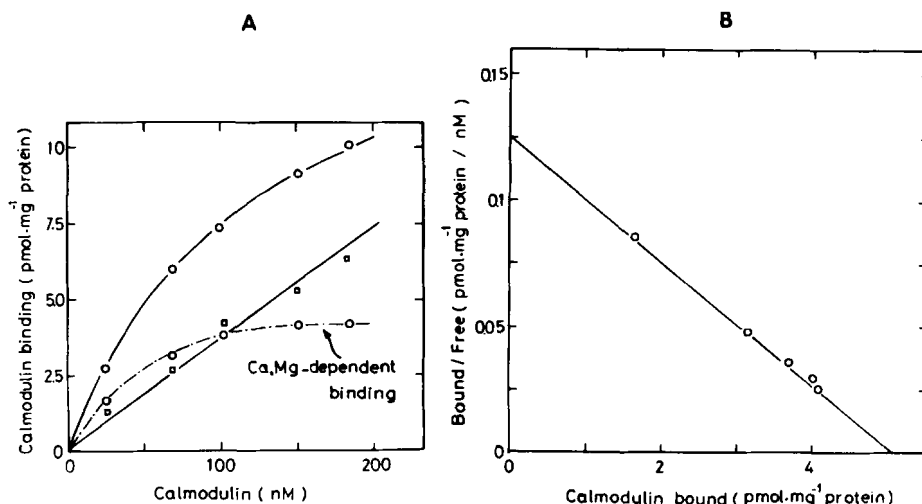 A
B
Calmodulin binding ( pmol·mg⁻¹ protein )
10
7.5
5.0
2.5
0
0
100
200
Calmodulin ( nM )
Ca,Mg-dependent
binding
Bound / Free ( pmol·mg⁻¹ protein / nM )
0.15
0.1
0.05
0
0
2
4
Calmodulin bound ( pmol·mg⁻¹ protein )